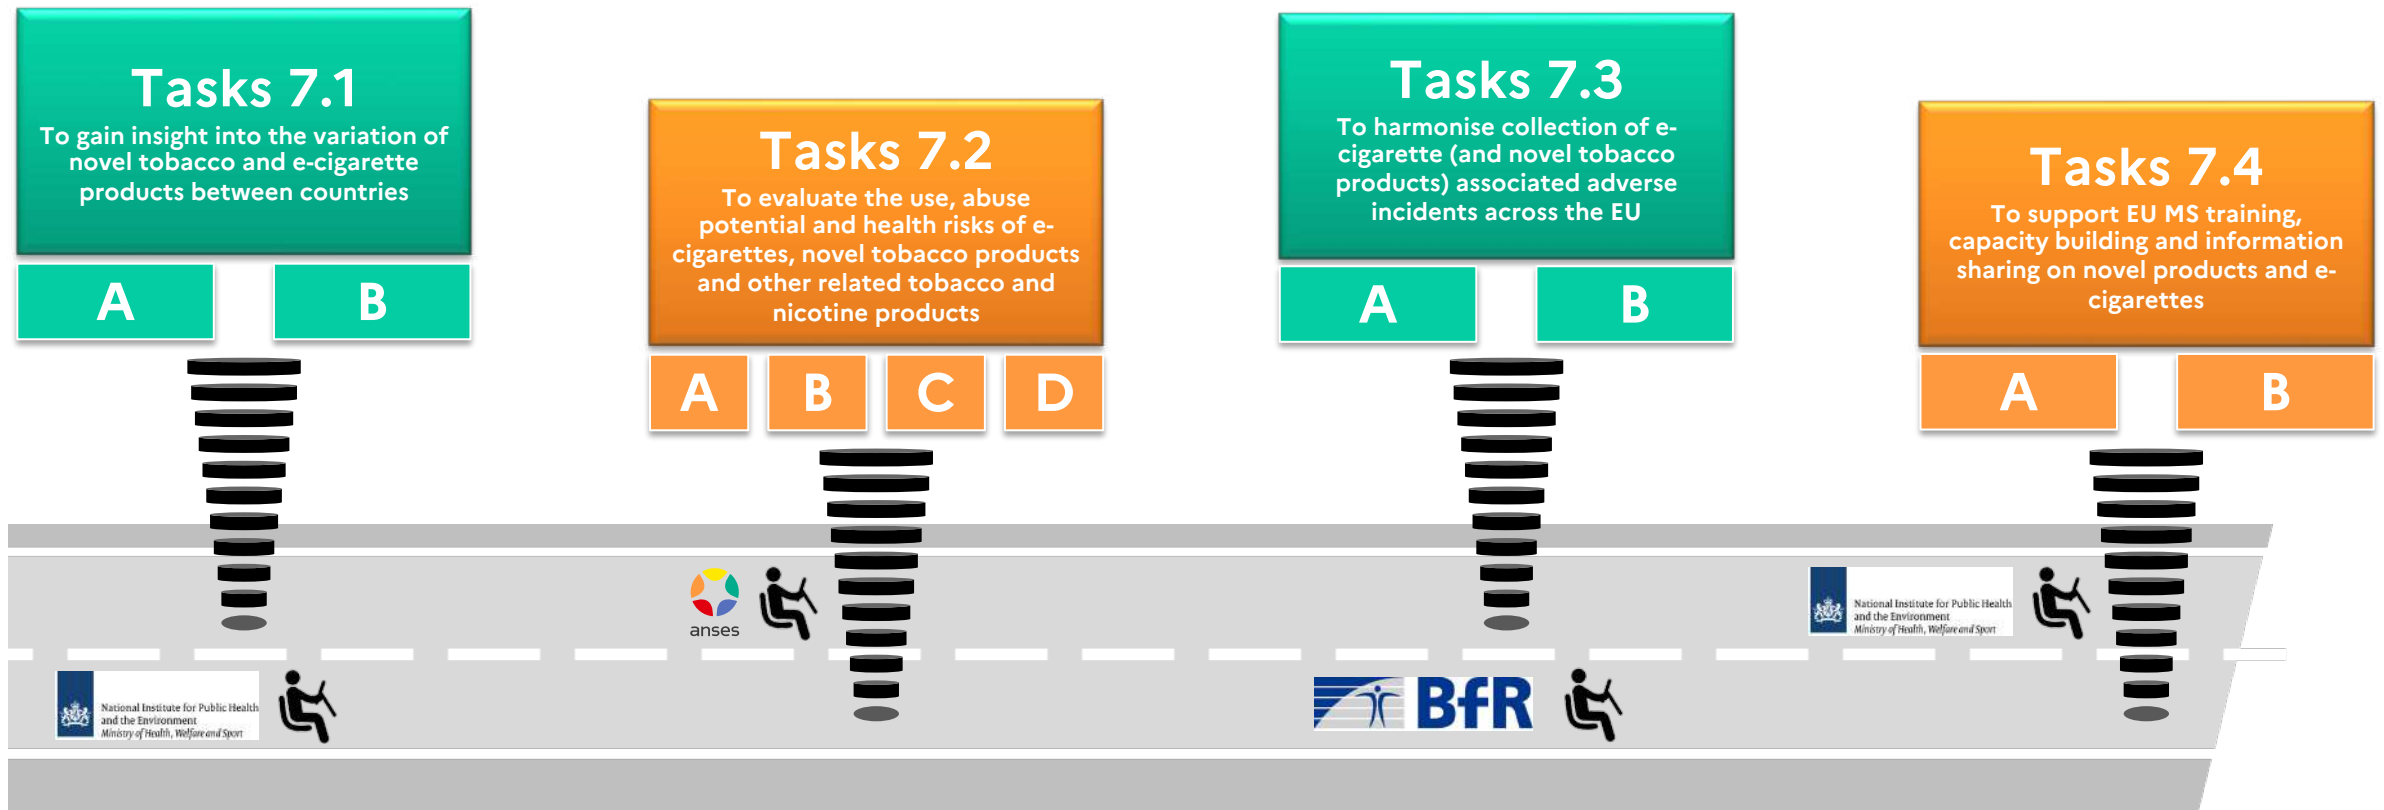 Tasks 7.1
To gain insight into the variation of
novel tobacco and e-cigarette
products between countries
A
B
Tasks 7.2
To evaluate the use, abuse
potential and health risks of e-
cigarettes, novel tobacco products
and other related tobacco and
nicotine products
A
B
C
D
Tasks 7.3
To harmonise collection of e-
cigarette (and novel tobacco
products) associated adverse
incidents across the EU
A
B
Tasks 7.4
To support EU MS training,
capacity building and information
sharing on novel products and e-
cigarettes
A
B
National Institute for Public Health
and the Environment
Ministry of Health, Welfare and Sport
anses
BfR
National Institute for Public Health
and the Environment
Ministry of Health, Welfare and Sport